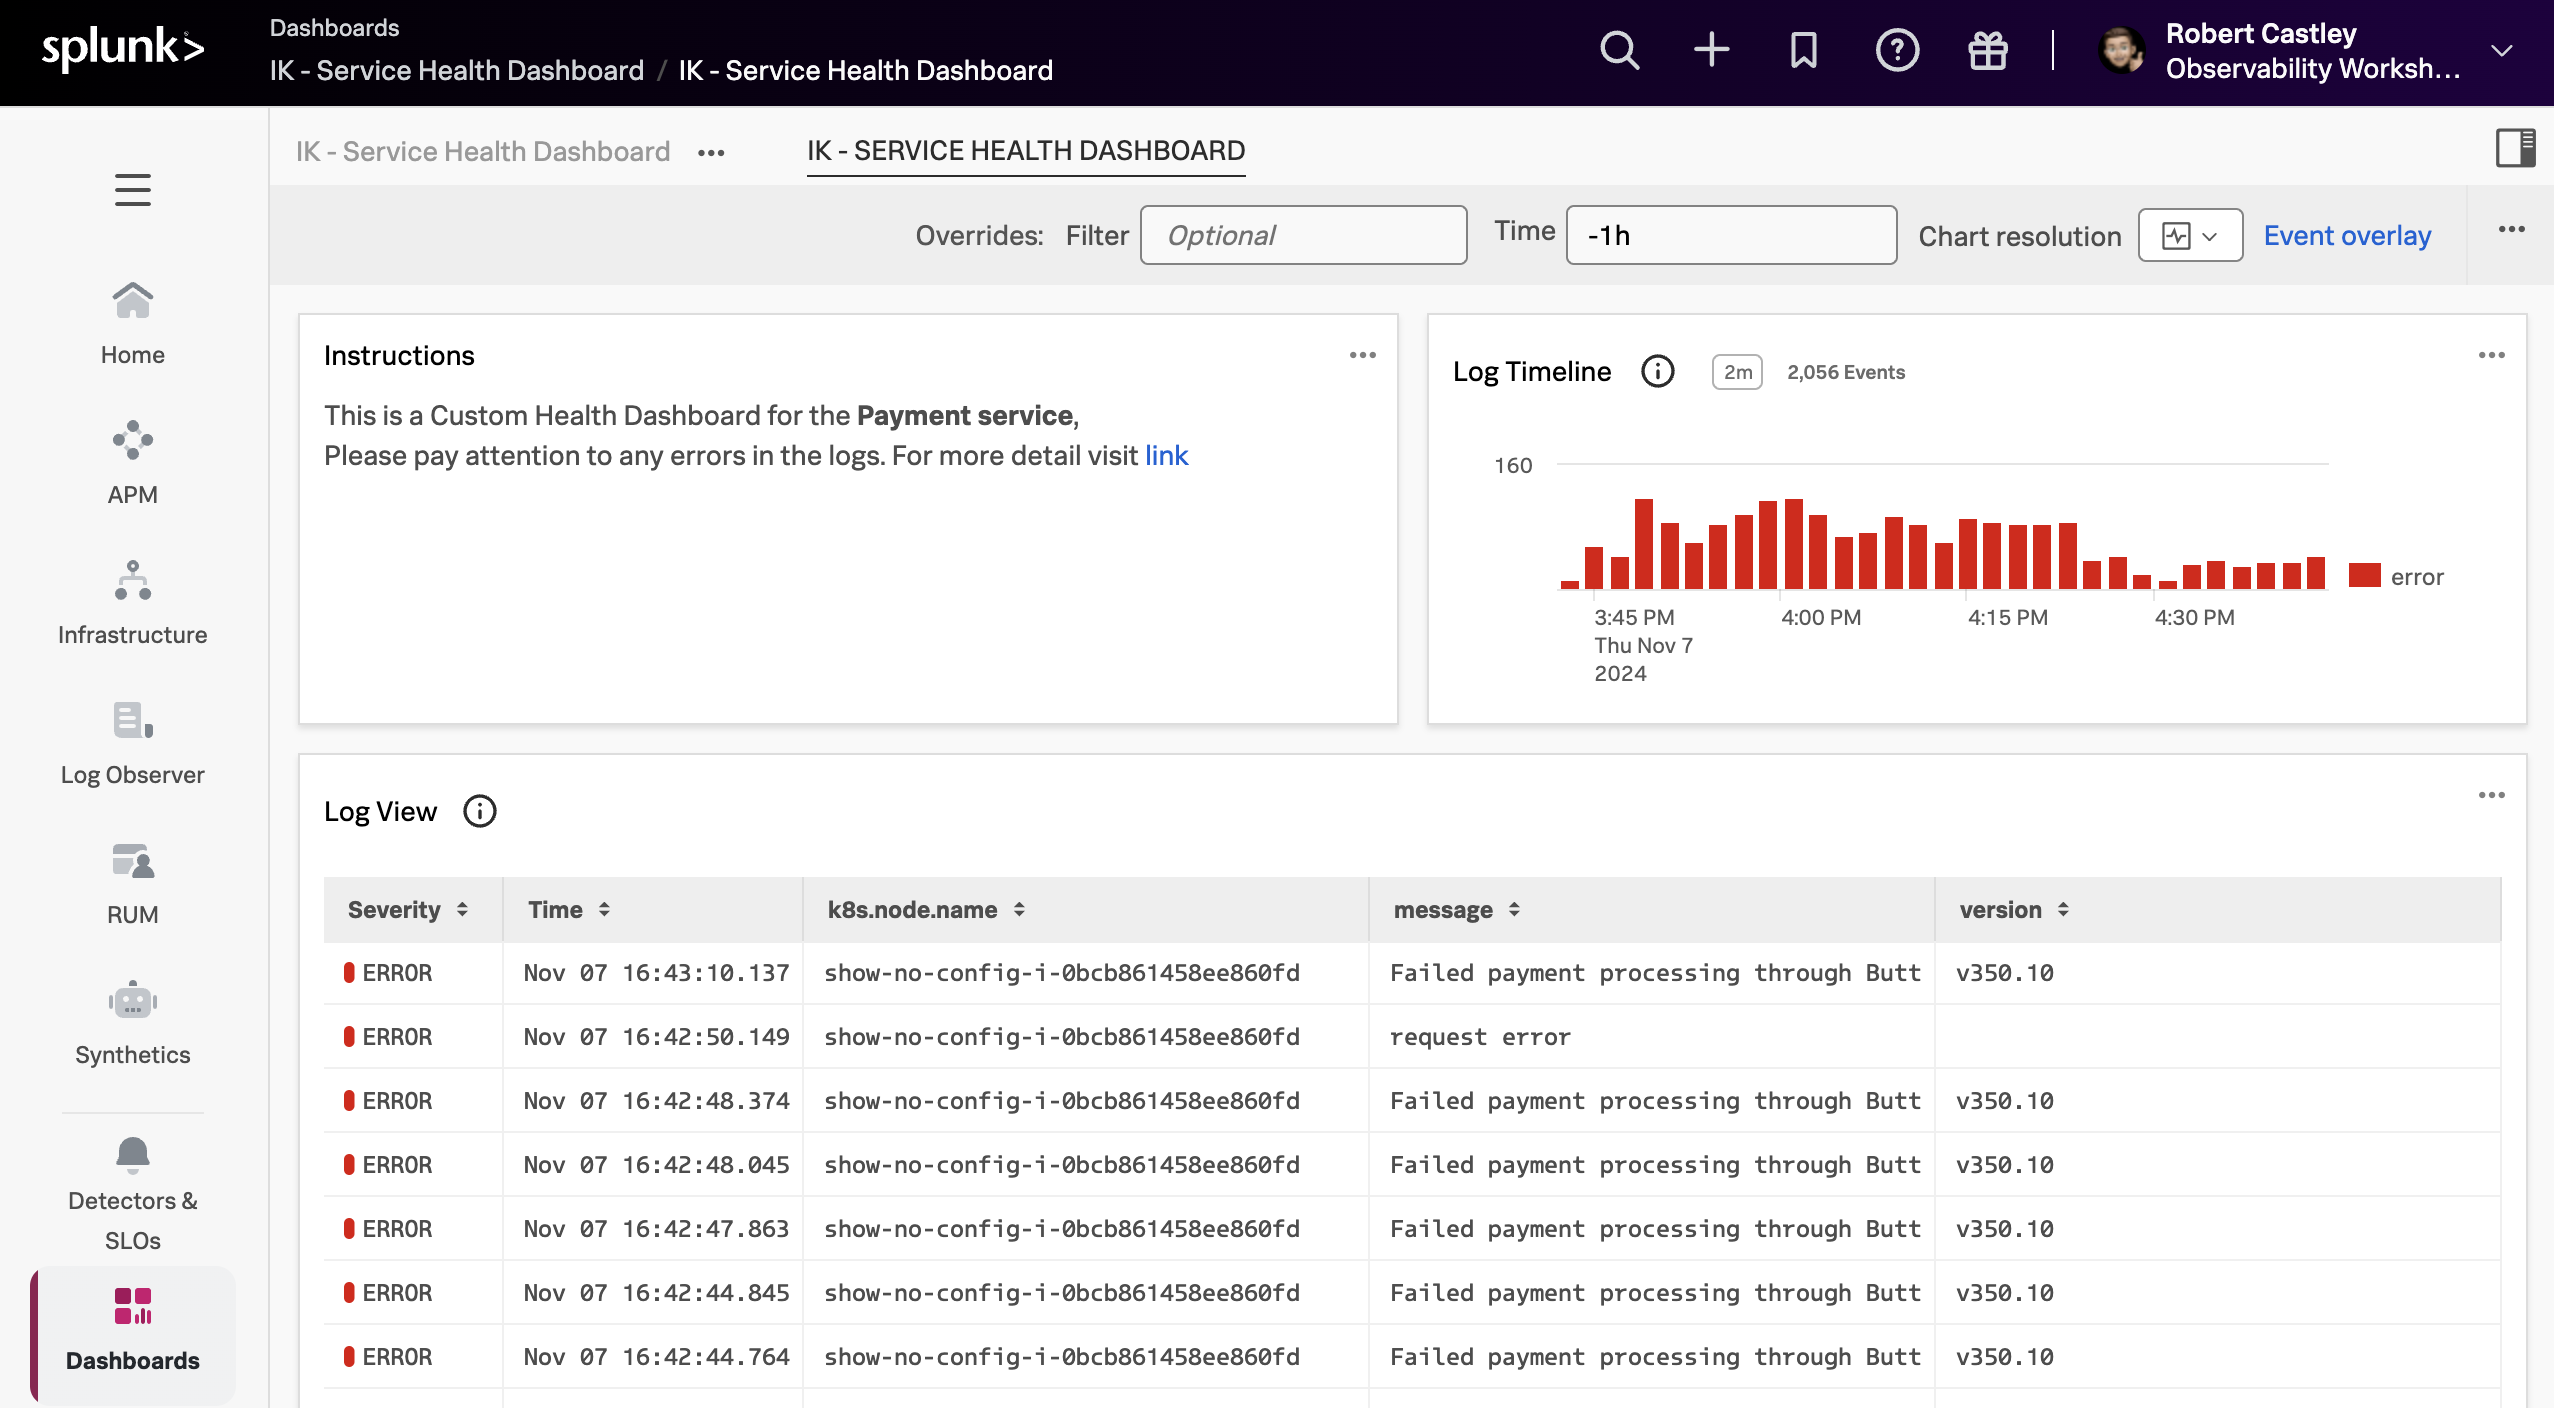 splunk>
Dashboards
IK - Service Health Dashboard / IK - Service Health Dashboard
Robert Castley
Observability Worksh...
IK - Service Health Dashboard
IK - SERVICE HEALTH DASHBOARD
Overrides: Filter Optional Time -1h Chart resolution Event overlay
Home
APM
Infrastructure
Log Observer
RUM
Synthetics
Detectors &
SLOs
Dashboards
Instructions
This is a Custom Health Dashboard for the Payment service,
Please pay attention to any errors in the logs. For more detail visit link
Log Timeline 2m 2,056 Events
160
error
3:45 PM 4:00 PM 4:15 PM 4:30 PM
Thu Nov 7
2024
Log View
Severity Time k8s.node.name message version
ERROR Nov 07 16:43:10.137 show-no-config-i-0bcb861458ee860fd Failed payment processing through Butt v350.10
ERROR Nov 07 16:42:50.149 show-no-config-i-0bcb861458ee860fd request error
ERROR Nov 07 16:42:48.374 show-no-config-i-0bcb861458ee860fd Failed payment processing through Butt v350.10
ERROR Nov 07 16:42:48.045 show-no-config-i-0bcb861458ee860fd Failed payment processing through Butt v350.10
ERROR Nov 07 16:42:47.863 show-no-config-i-0bcb861458ee860fd Failed payment processing through Butt v350.10
ERROR Nov 07 16:42:44.845 show-no-config-i-0bcb861458ee860fd Failed payment processing through Butt v350.10
ERROR Nov 07 16:42:44.764 show-no-config-i-0bcb861458ee860fd Failed payment processing through Butt v350.10